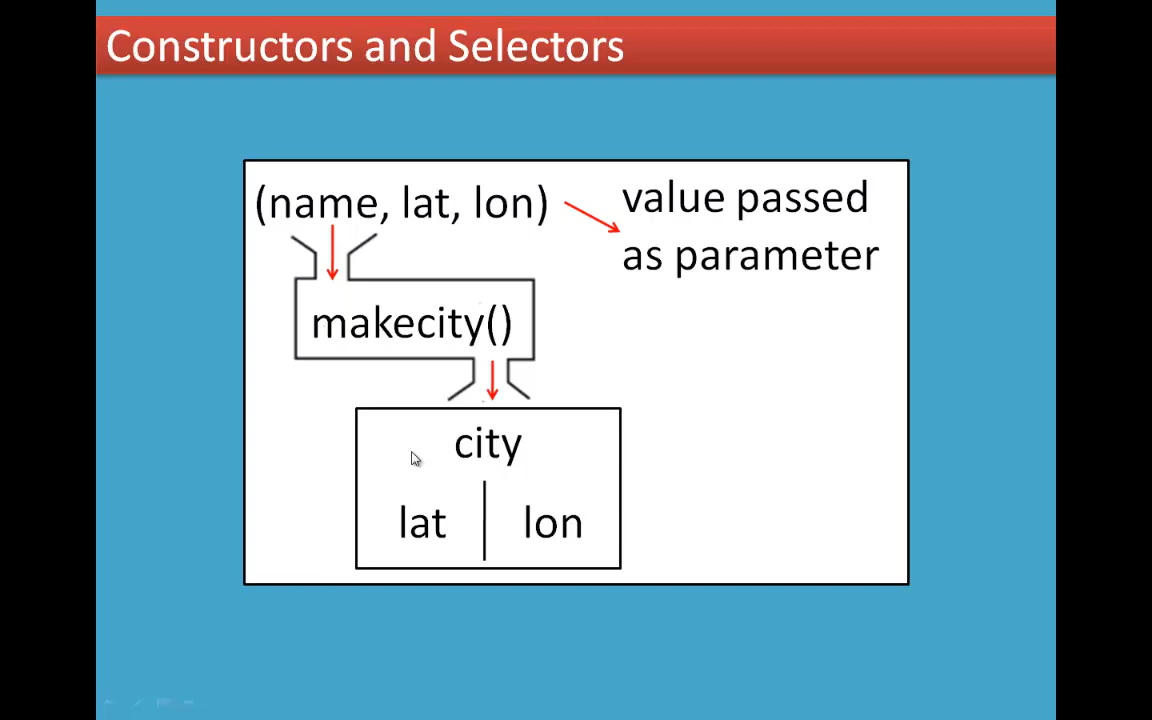 Constructors and Selectors
(name, lat, lon)
value passed
as parameter
makecity()
city
lat
lon